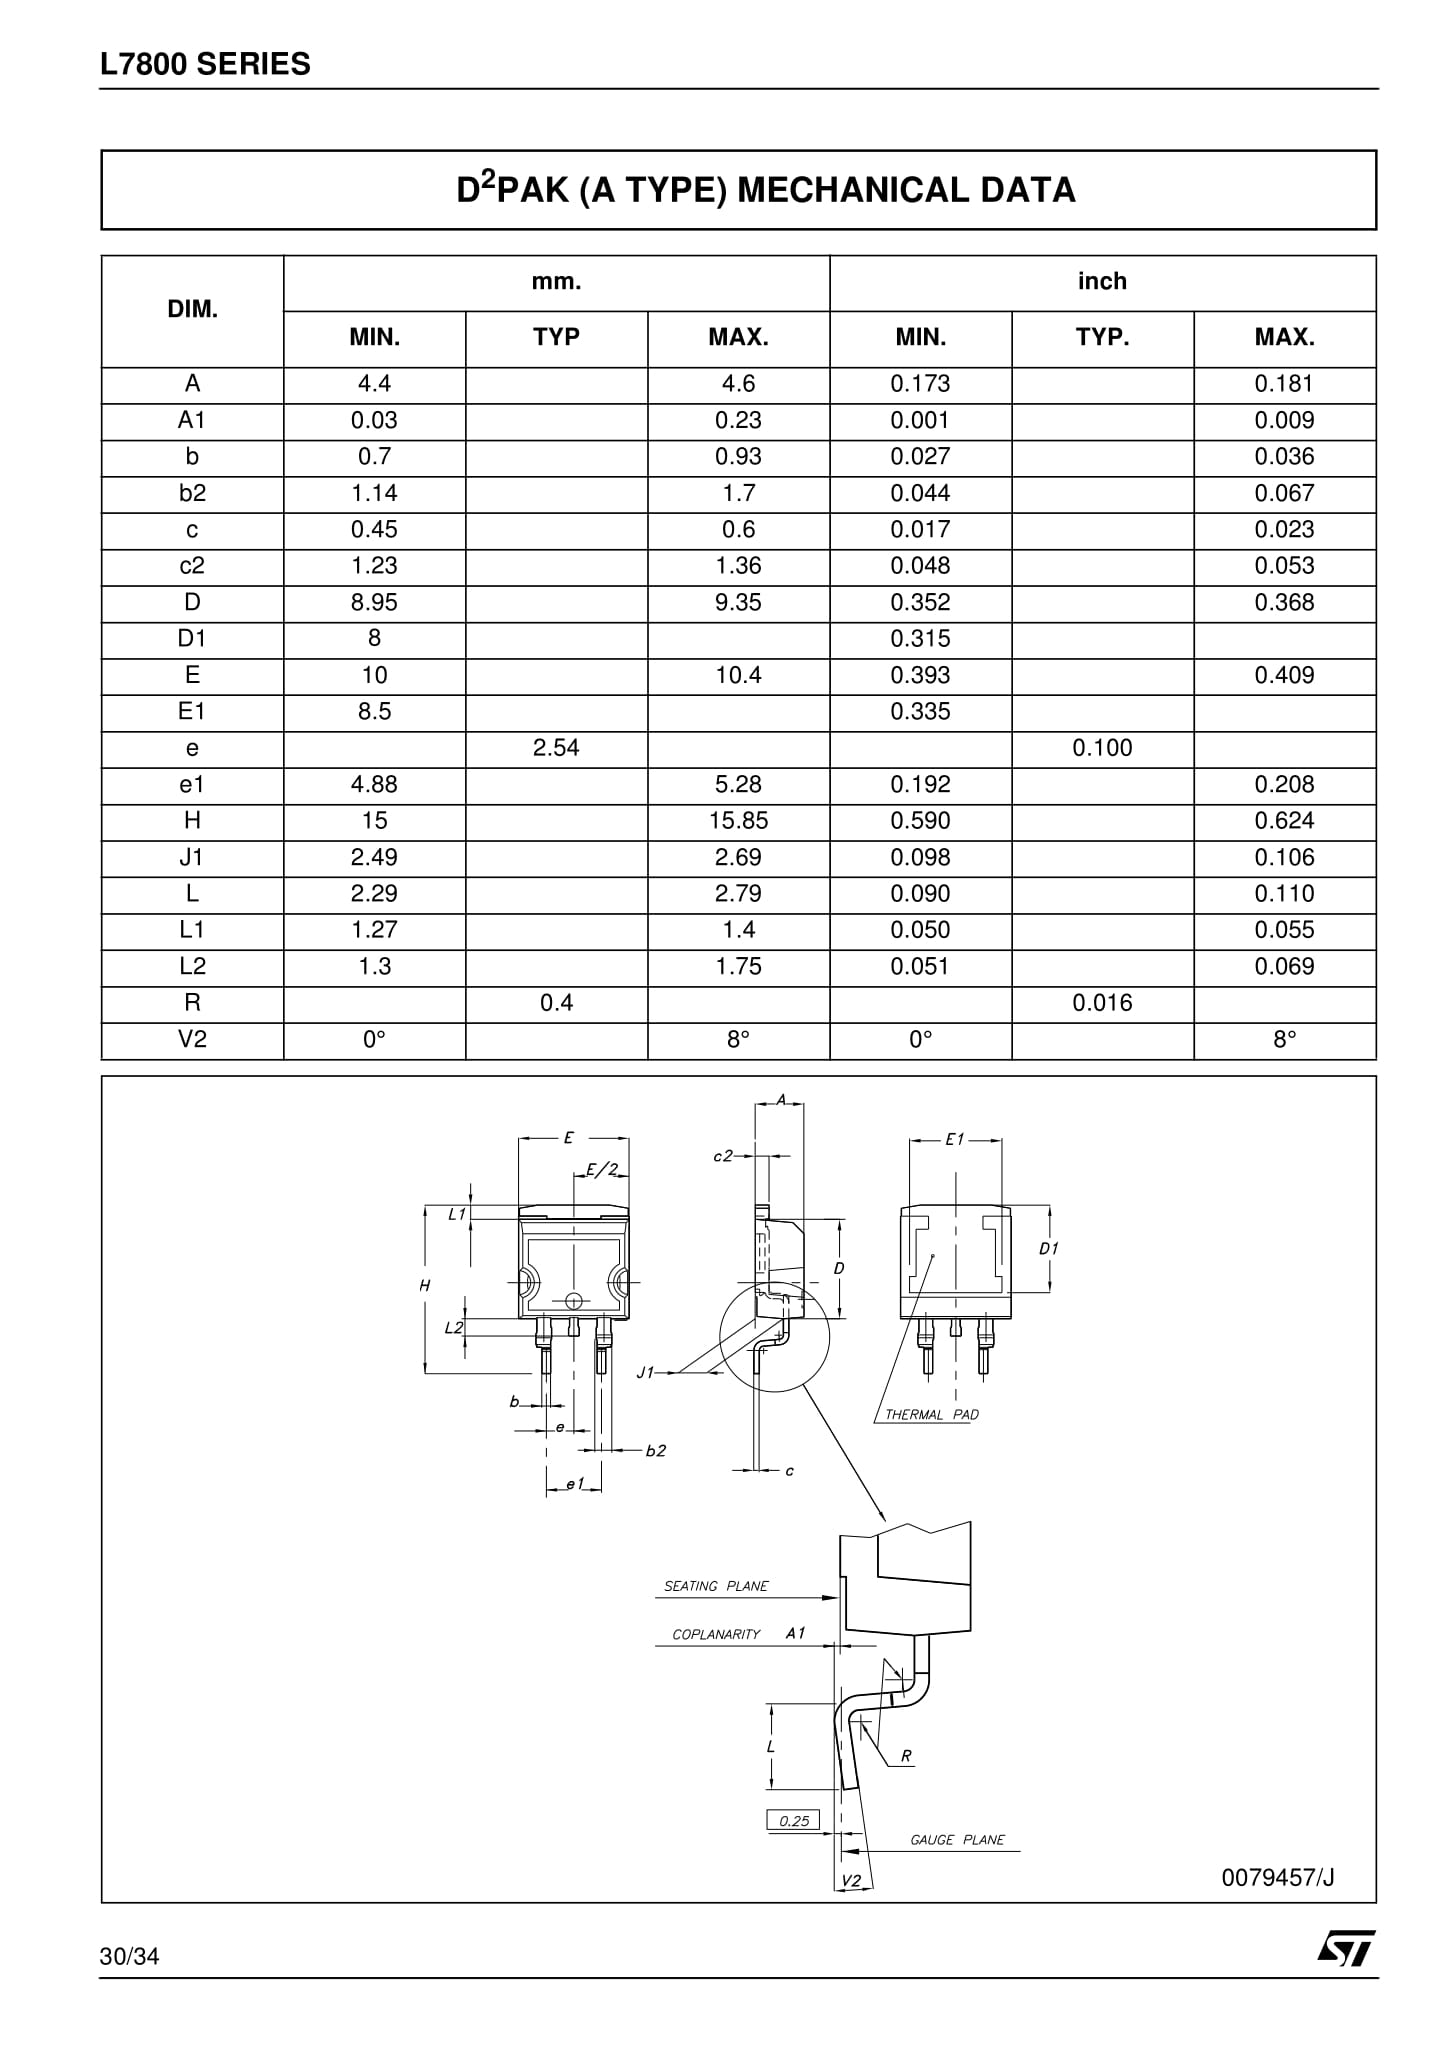 L7800 SERIES
D2PAK (A TYPE) MECHANICAL DATA
DIM. mm. inch
MIN. TYP MAX. MIN. TYP. MAX.
A 4.4 4.6 0.173 0.181
A1 0.03 0.23 0.001 0.009
b 0.7 0.93 0.027 0.036
b2 1.14 1.7 0.044 0.067
c 0.45 0.6 0.017 0.023
c2 1.23 1.36 0.048 0.053
D 8.95 9.35 0.352 0.368
D1 8 0.315
E 10 10.4 0.393 0.409
E1 8.5 0.335
e 2.54 0.100
e1 4.88 5.28 0.192 0.208
H 15 15.85 0.590 0.624
J1 2.49 2.69 0.098 0.106
L 2.29 2.79 0.090 0.110
L1 1.27 1.4 0.050 0.055
L2 1.3 1.75 0.051 0.069
R 0.4 0.016
V2 0° 8° 0° 8°
A
E
E1
c2
E/2
L1
D1
D
H
L2
J1
b
THERMAL PAD
e
b2
c
e1
SEATING PLANE
COPLANARITY A1
L
R
0.25
GAUGE PLANE
V2
0079457/J
30/34
ST